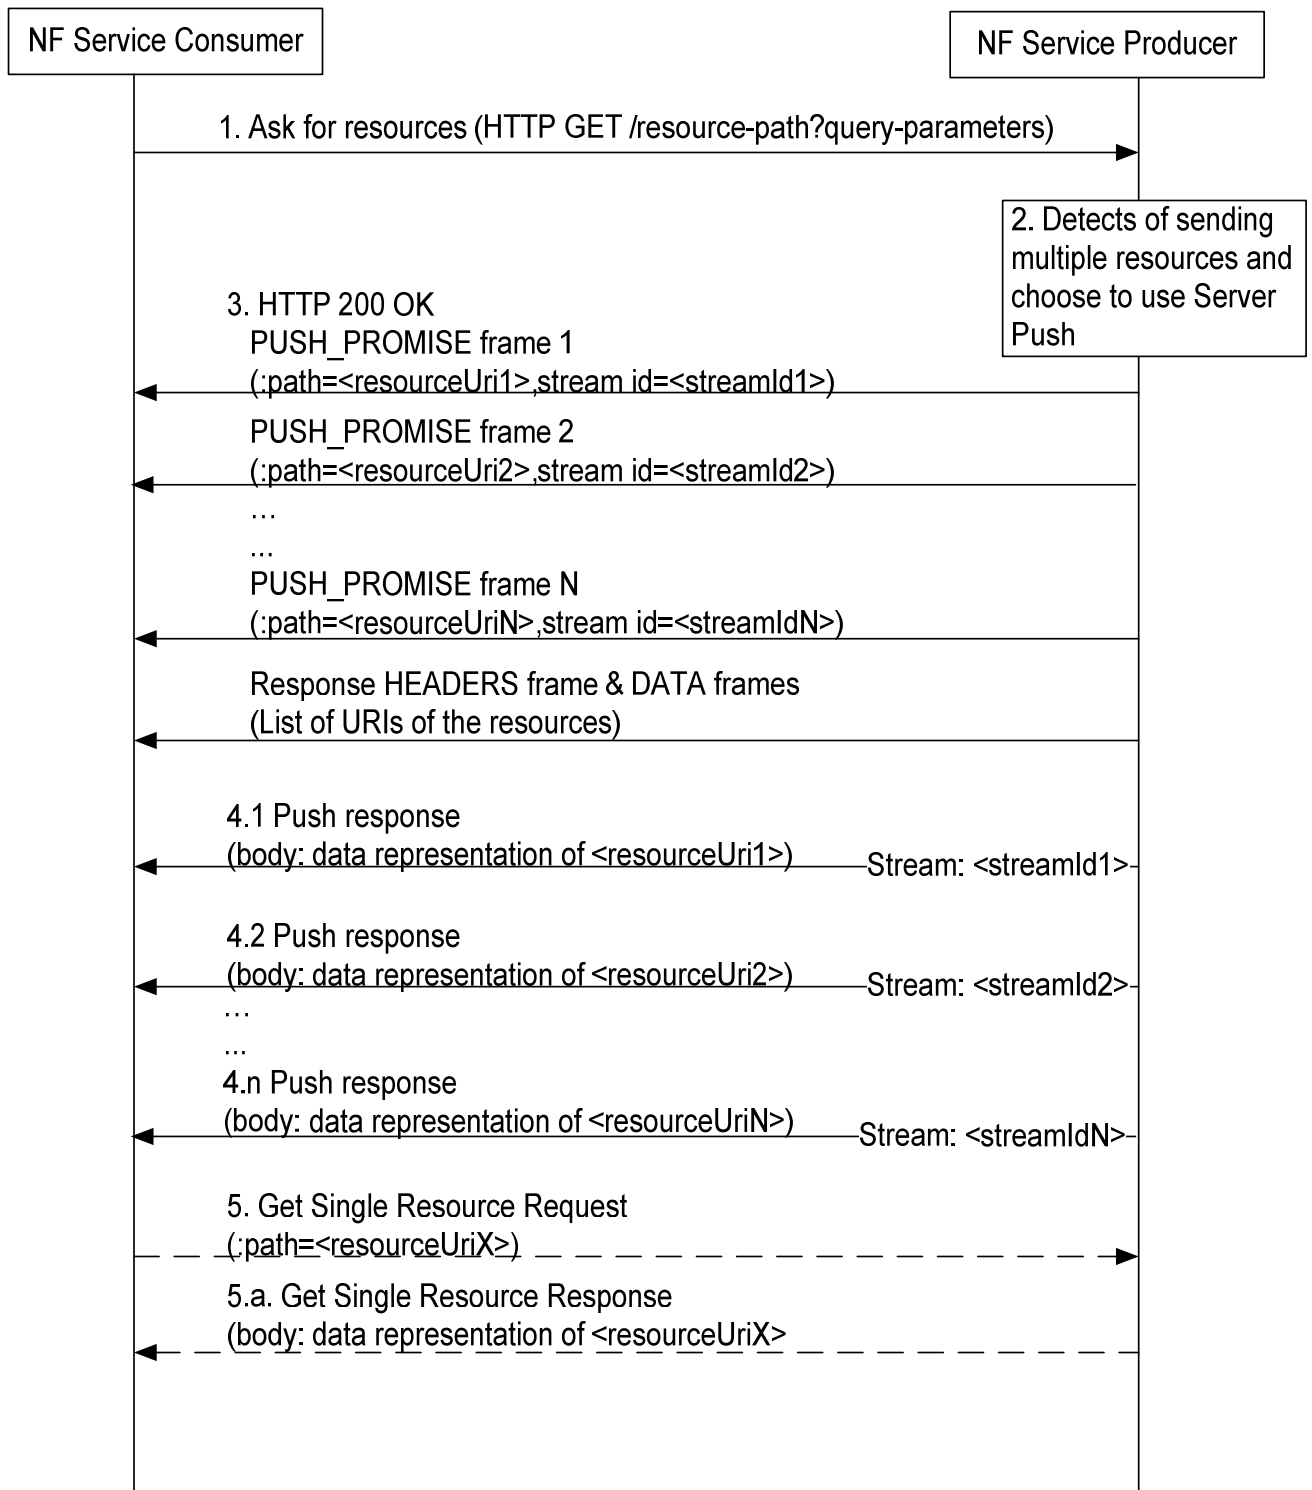 NF Service Consumer
NF Service Producer
1. Ask for resources (HTTP GET /resource-path?query-parameters)
2. Detects of sending
multiple resources and
choose to use Server
Push
3. HTTP 200 OK
PUSH_PROMISE frame 1
(:path=<resourceUri1>,stream id=<streamId1>)
PUSH_PROMISE frame 2
(:path=<resourceUri2>,stream id=<streamId2>)
...
...
PUSH_PROMISE frame N
(:path=<resourceUriN>,stream id=<streamIdN>)
Response HEADERS frame & DATA frames
(List of URIs of the resources)
4.1 Push response
(body: data representation of <resourceUri1>)
Stream: <streamId1>
4.2 Push response
(body: data representation of <resourceUri2>)
Stream: <streamId2>
...
...
4.n Push response
(body: data representation of <resourceUriN>)
Stream: <streamIdN>
5. Get Single Resource Request
(:path=<resourceUriX>)
5.a. Get Single Resource Response
(body: data representation of <resourceUriX>